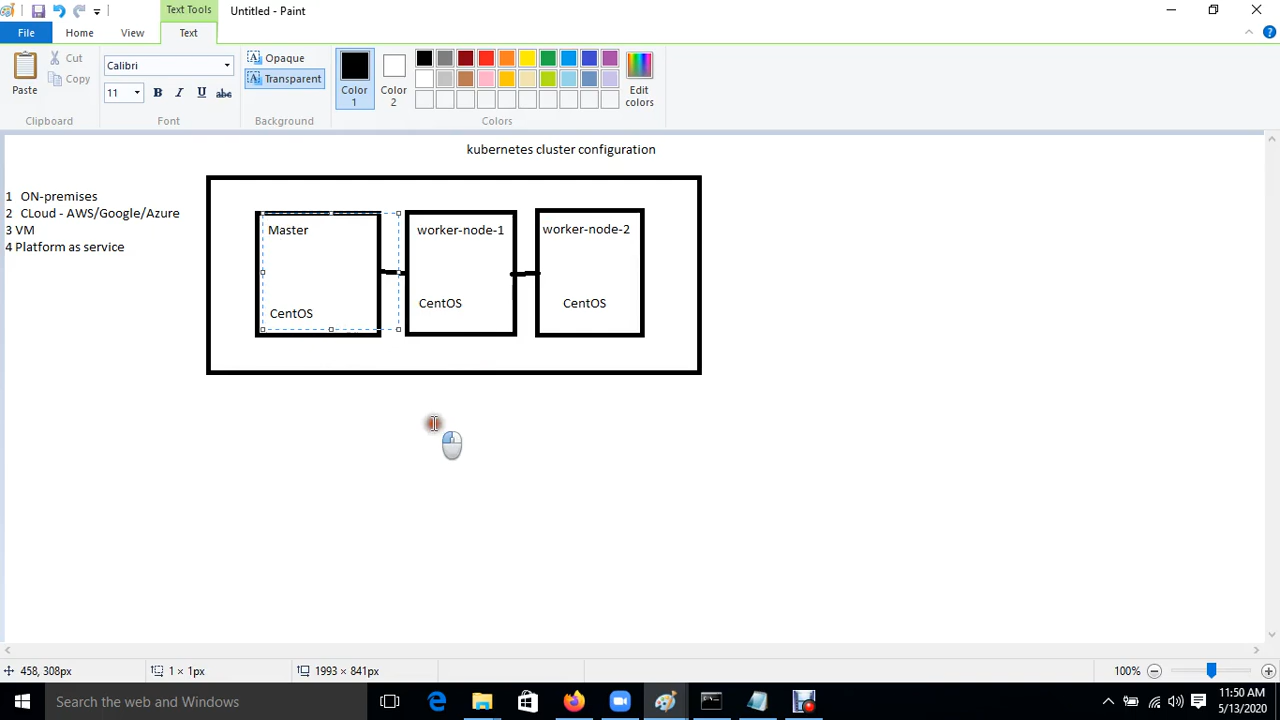 Text Tools
Untitled - Paint
File
Home
View
Text
Paste
Cut
Copy
Clipboard
Calibri
11
B
I
U
abc
Font
Opaque
Transparent
Background
Color
1
Color
2
Edit
colors
Colors
kubernetes cluster configuration
1 ON-premises
2 CLoud - AWS/Google/Azure
3 VM
4 Platform as service
Master
CentOS
worker-node-1
CentOS
worker-node-2
CentOS
458, 308px
1 × 1px
1993 × 841px
100%
Search the web and Windows
11:50 AM
5/13/2020